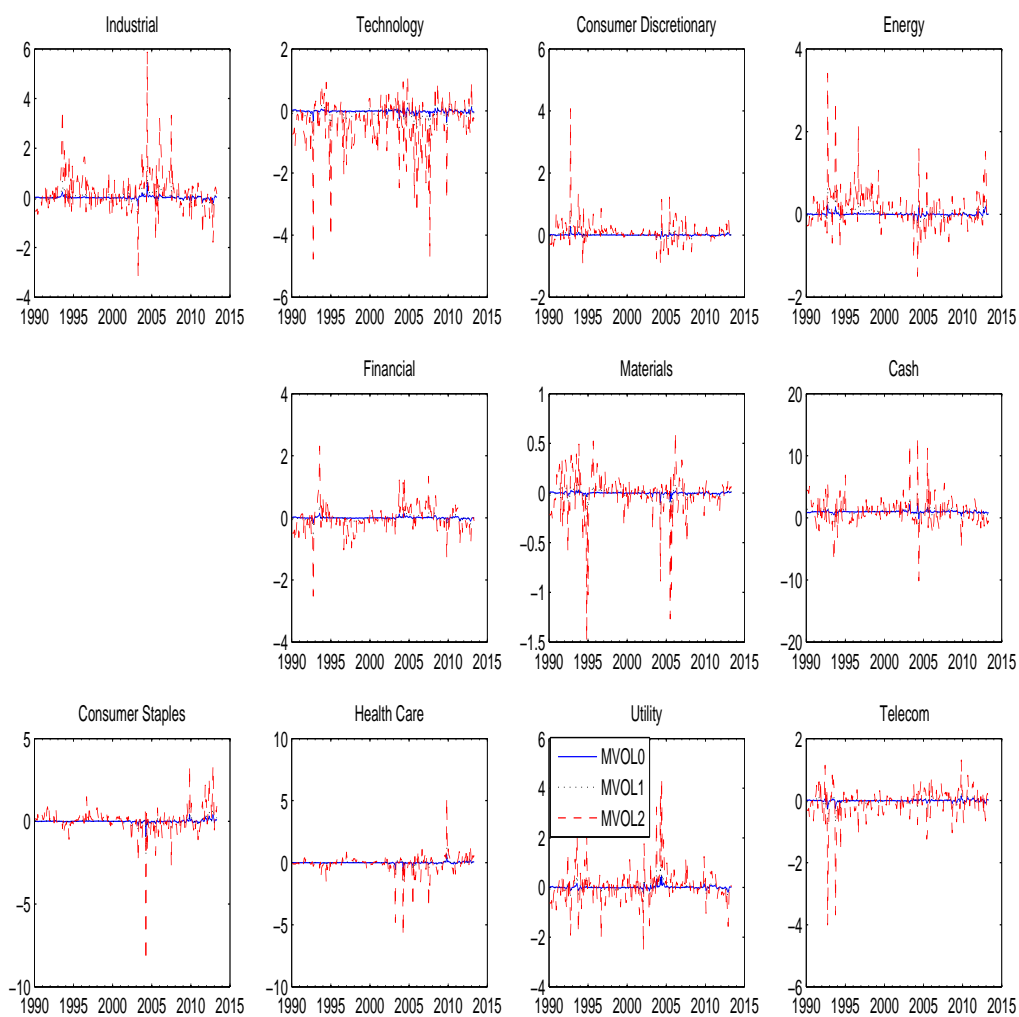 Industrial
6
4
2
0
−2
−4
1990 1995 2000 2005 2010 2015
Technology
2
0
−2
−4
−6
1990 1995 2000 2005 2010 2015
Consumer Discretionary
6
4
2
0
−2
1990 1995 2000 2005 2010 2015
Energy
4
2
0
−2
1990 1995 2000 2005 2010 2015
Financial
4
2
0
−2
−4
1990 1995 2000 2005 2010 2015
Materials
1
0.5
0
−0.5
−1
−1.5
1990 1995 2000 2005 2010 2015
Cash
20
10
0
−10
−20
1990 1995 2000 2005 2010 2015
Consumer Staples
5
0
−5
−10
1990 1995 2000 2005 2010 2015
Health Care
10
5
0
−5
−10
1990 1995 2000 2005 2010 2015
Utility
6
4
2
0
−2
−4
1990 1995 2000 2005 2010 2015
MVOL0
MVOL1
MVOL2
Telecom
2
0
−2
−4
−6
1990 1995 2000 2005 2010 2015